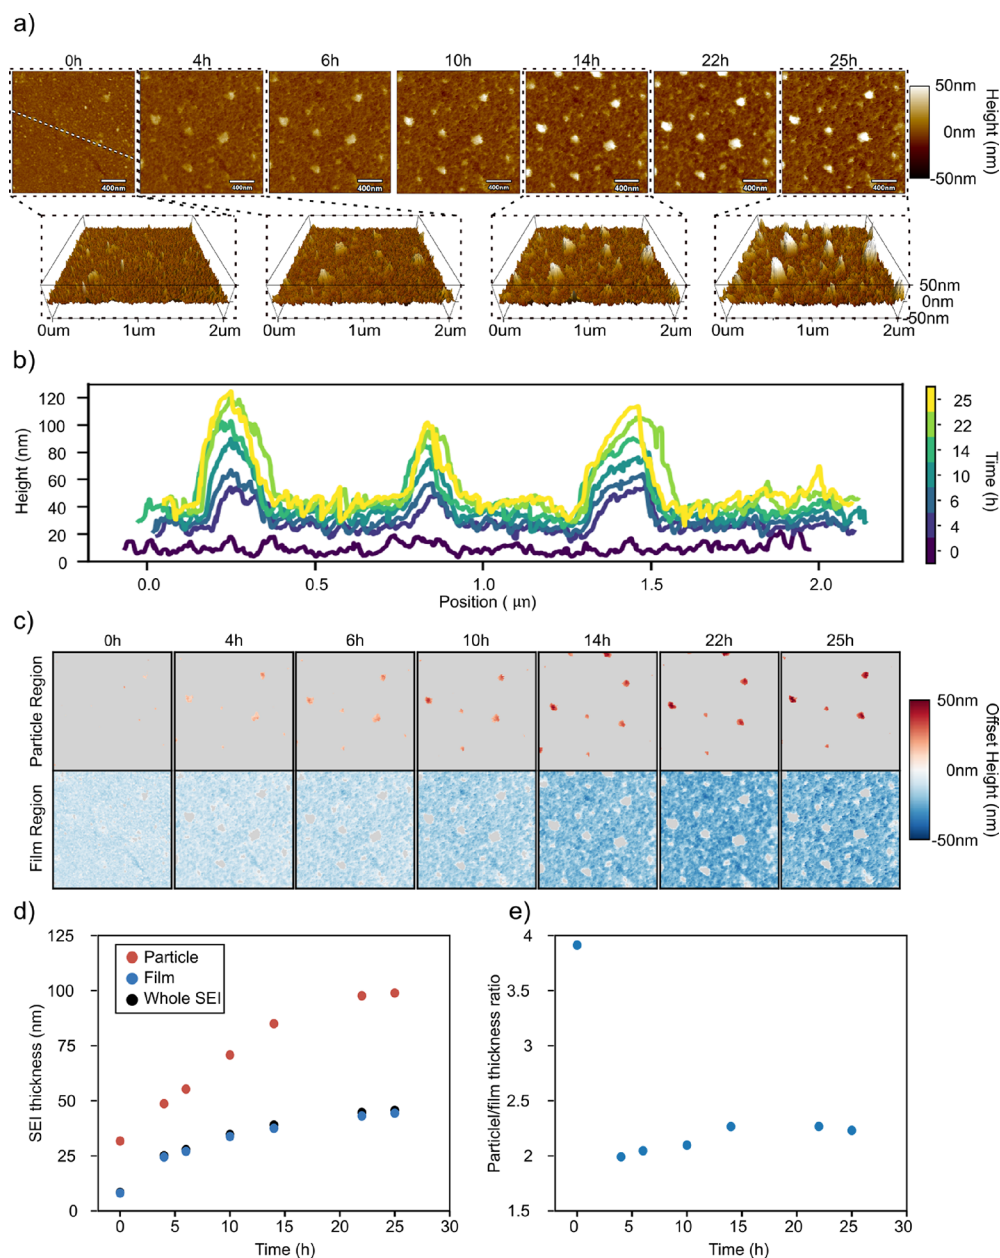 a)
0h 4h 6h 10h 14h 22h 25h
400nm 400nm 400nm 400nm 400nm 400nm 400nm
50nm
0nm
-50nm
Height (nm)
50nm
0nm
-50nm
0um 1um 2um 0um 1um 2um 0um 1um 2um 0um 1um 2um
b)
Height (nm)
120
100
80
60
40
20
0
0.0 0.5 1.0 1.5 2.0
Position ( μm)
25
22
14
10
6
4
0
Time (h)
c)
0h 4h 6h 10h 14h 22h 25h
Particle Region
Film Region
50nm
0nm
-50nm
Offset Height (nm)
d)
SEI thickness (nm)
125
100
75
50
25
0
Particle
Film
Whole SEI
0 5 10 15 20 25 30
Time (h)
e)
Particlel/film thickness ratio
4
3.5
3
2.5
2
1.5
0 5 10 15 20 25 30
Time (h)